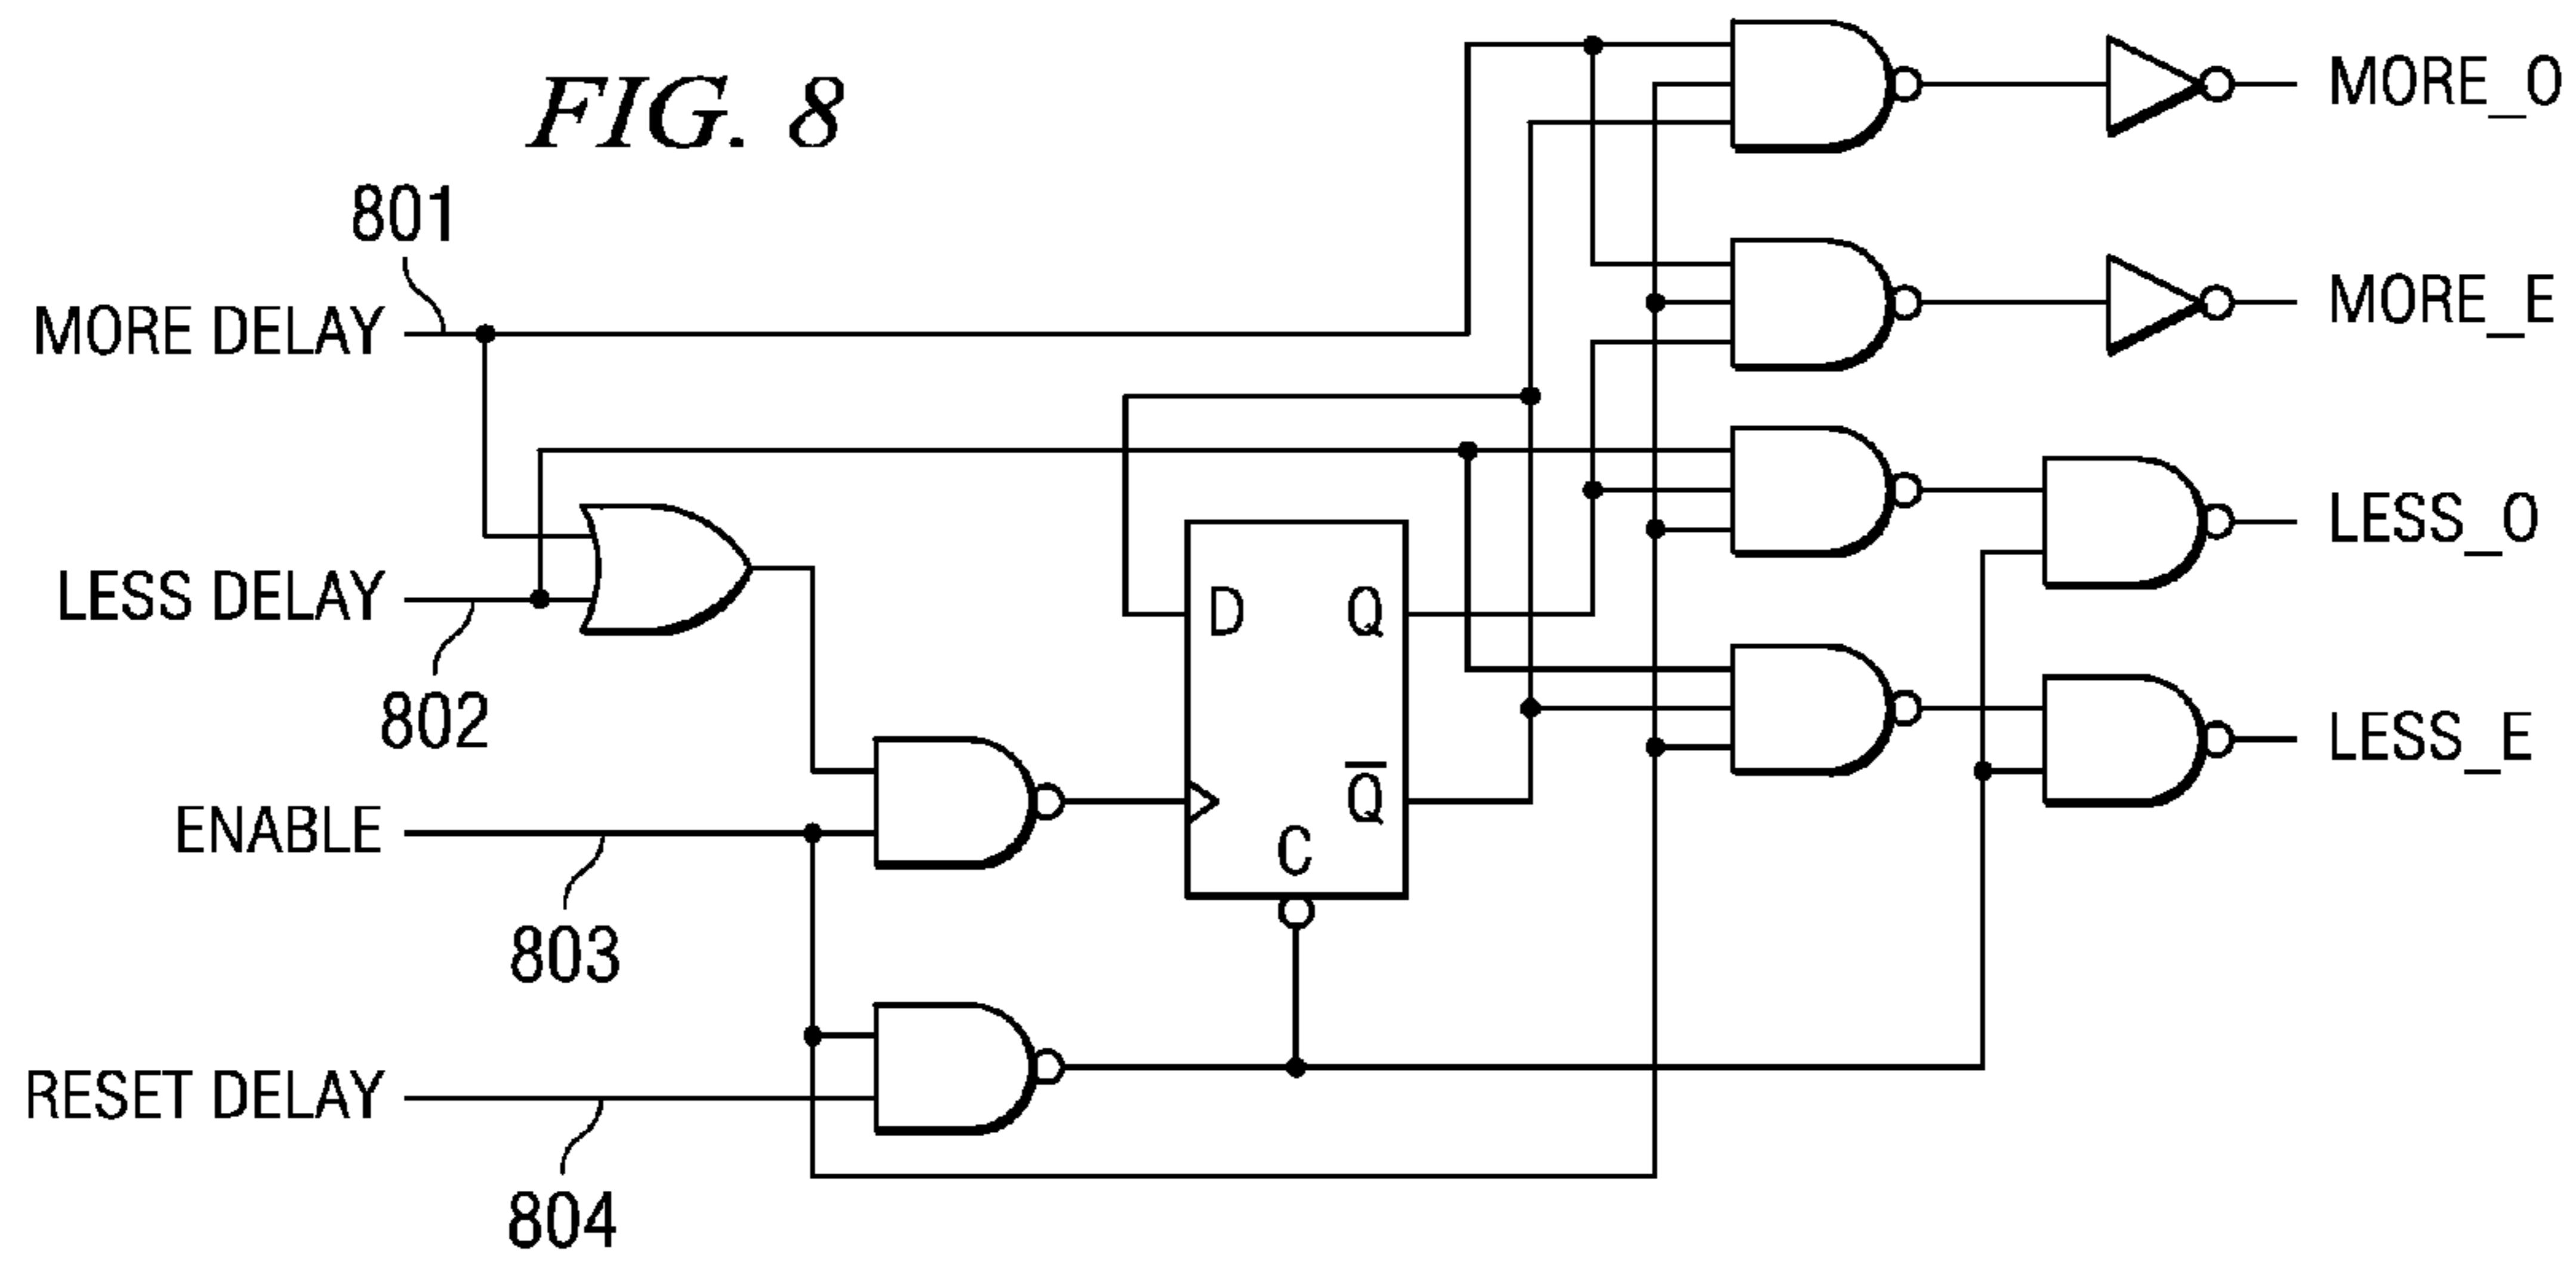 FIG. 8
801
MORE DELAY
LESS DELAY
802
ENABLE
803
RESET DELAY
804
D
Q
Q̅
C
MORE_O
MORE_E
LESS_O
LESS_E